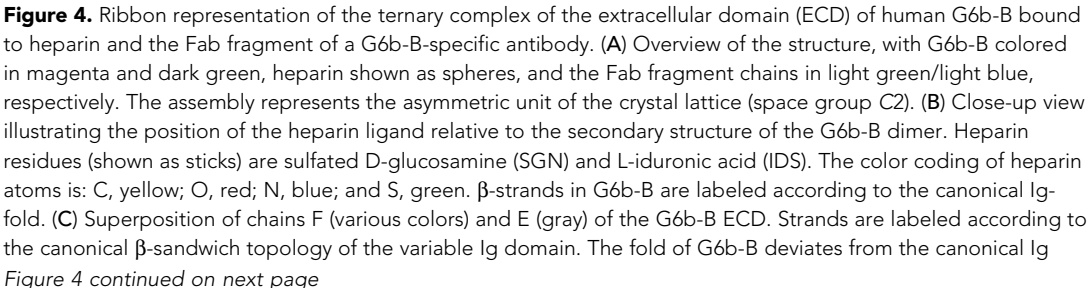 Figure 4. Ribbon representation of the ternary complex of the extracellular domain (ECD) of human G6b-B bound
to heparin and the Fab fragment of a G6b-B-specific antibody. (A) Overview of the structure, with G6b-B colored
in magenta and dark green, heparin shown as spheres, and the Fab fragment chains in light green/light blue,
respectively. The assembly represents the asymmetric unit of the crystal lattice (space group C2). (B) Close-up view
illustrating the position of the heparin ligand relative to the secondary structure of the G6b-B dimer. Heparin
residues (shown as sticks) are sulfated D-glucosamine (SGN) and L-iduronic acid (IDS). The color coding of heparin
atoms is: C, yellow; O, red; N, blue; and S, green. β-strands in G6b-B are labeled according to the canonical Ig-
fold. (C) Superposition of chains F (various colors) and E (gray) of the G6b-B ECD. Strands are labeled according to
the canonical β-sandwich topology of the variable Ig domain. The fold of G6b-B deviates from the canonical Ig
Figure 4 continued on next page